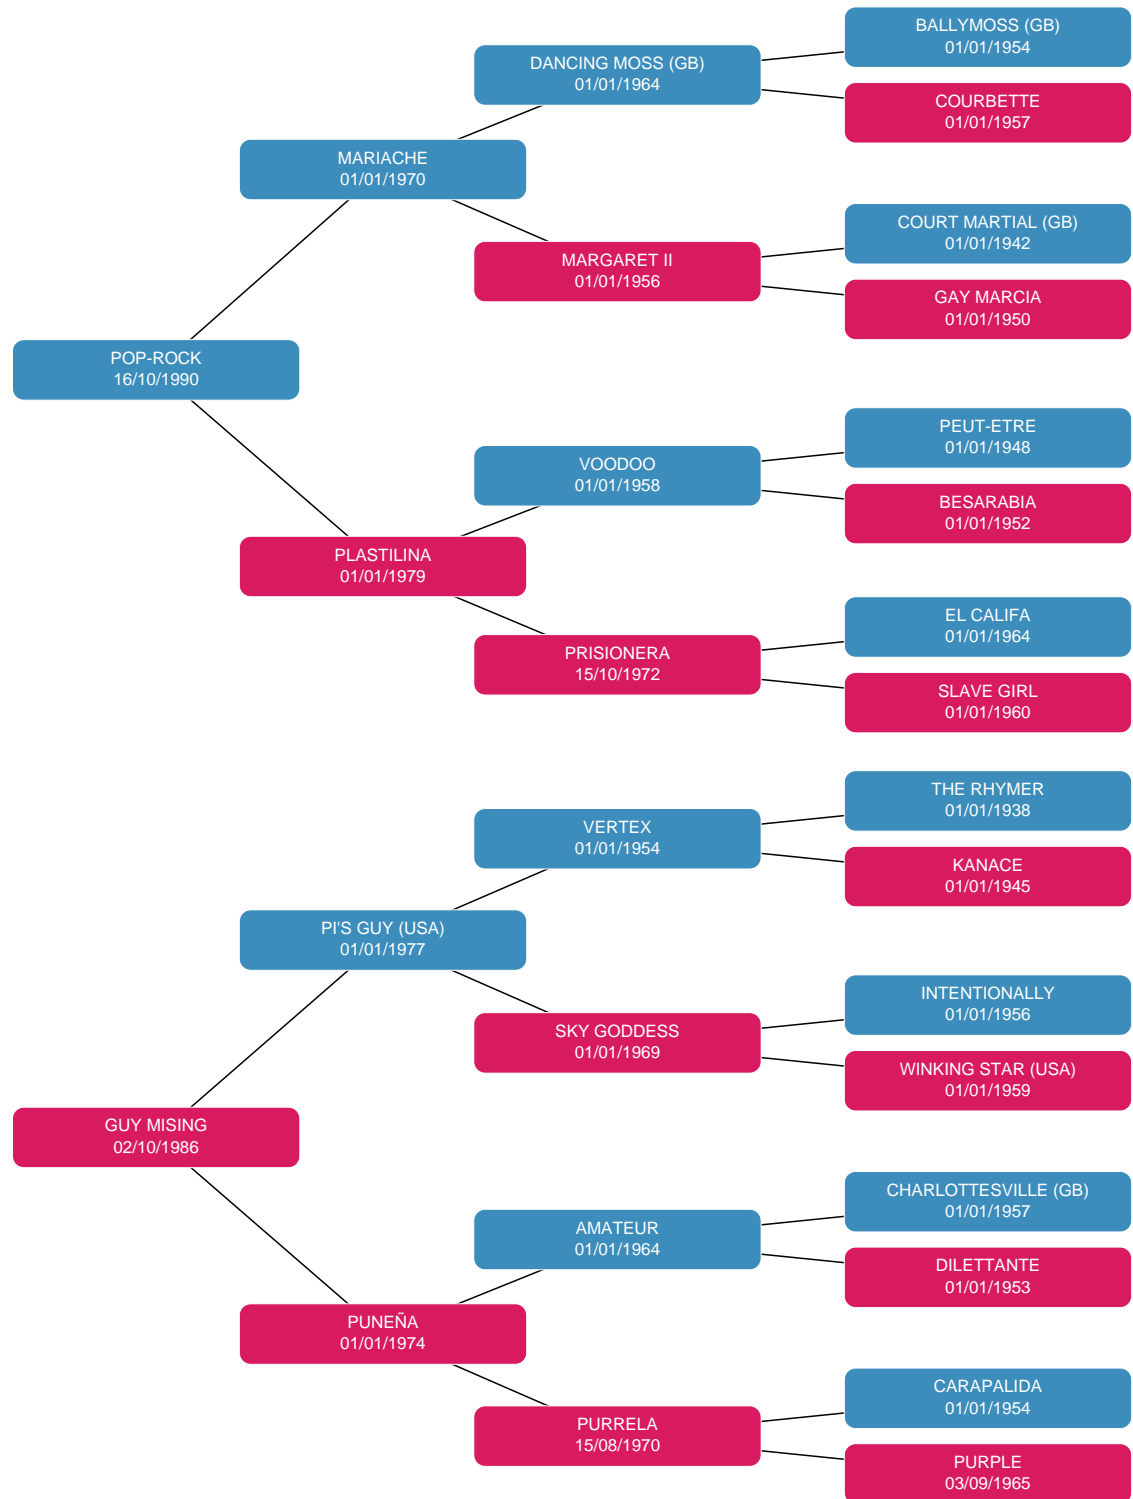 BALLYMOSS (GB)
01/01/1954
DANCING MOSS (GB)
01/01/1964
COURBETTE
01/01/1957
MARIACHE
01/01/1970
COURT MARTIAL (GB)
01/01/1942
MARGARET II
01/01/1956
GAY MARCIA
01/01/1950
POP-ROCK
16/10/1990
PEUT-ETRE
01/01/1948
VOODOO
01/01/1958
BESARABIA
01/01/1952
PLASTILINA
01/01/1979
EL CALIFA
01/01/1964
PRISIONERA
15/10/1972
SLAVE GIRL
01/01/1960
THE RHYMER
01/01/1938
VERTEX
01/01/1954
KANACE
01/01/1945
PI'S GUY (USA)
01/01/1977
INTENTIONALLY
01/01/1956
SKY GODDESS
01/01/1969
WINKING STAR (USA)
01/01/1959
GUY MISING
02/10/1986
CHARLOTTESVILLE (GB)
01/01/1957
AMATEUR
01/01/1964
DILETTANTE
01/01/1953
PUNEÑA
01/01/1974
CARAPALIDA
01/01/1954
PURRELA
15/08/1970
PURPLE
03/09/1965